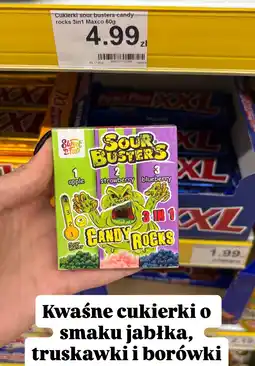 Cukierki sour busters candy
rocks 3in1 Maxco 60g
4.99 zł
SOUR
BUSTERS
1 2 3
apple strawberry blueberry
3 IN 1
CANDY ROCKS
XXL
XXL
1.99
Kwaśne cukierki o
smaku jabłka,
truskawki i borówki